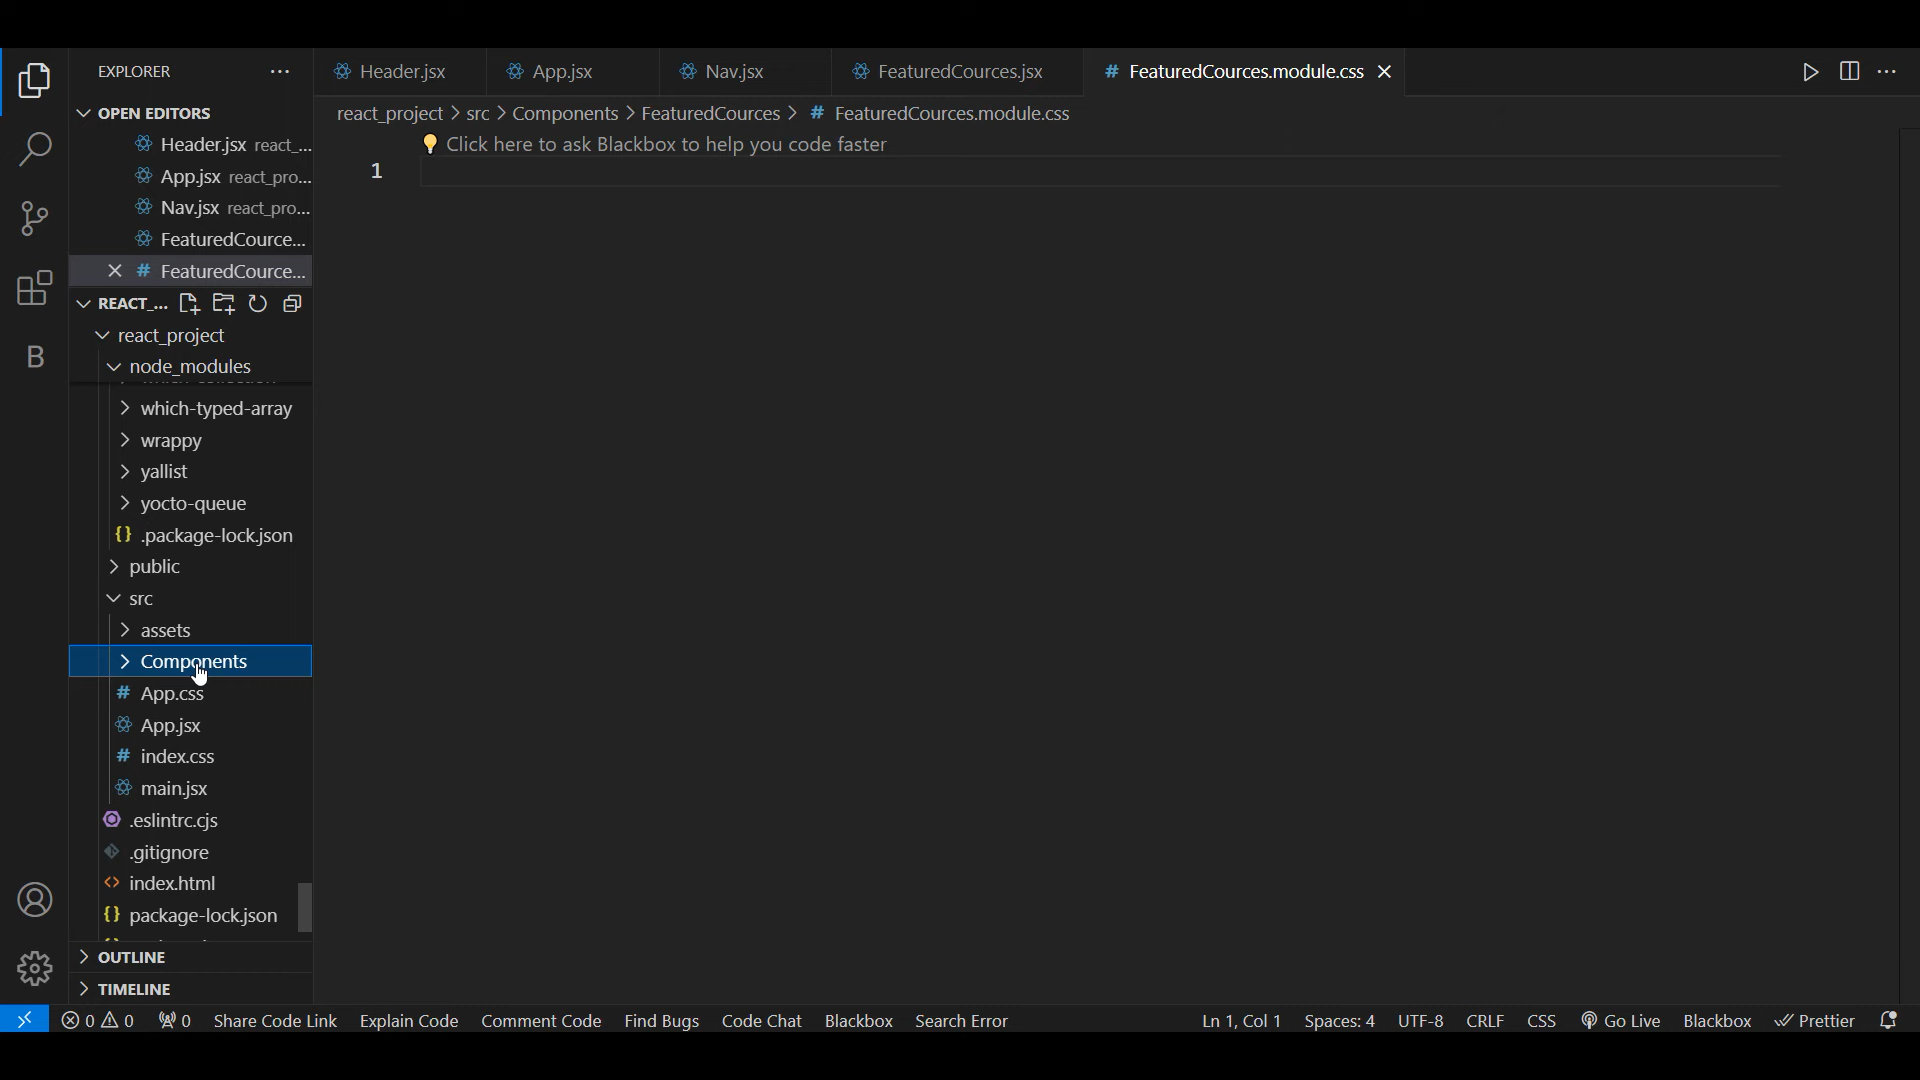 EXPLORER
Header.jsx
App.jsx
Nav.jsx
FeaturedCources.jsx
# FeaturedCources.module.css
OPEN EDITORS
Header.jsx react_...
App.jsx react_pro...
Nav.jsx react_pro...
FeaturedCource...
# FeaturedCource...
REACT_...
react_project
node_modules
which-typed-array
wrappy
yallist
yocto-queue
{} .package-lock.json
public
src
assets
Components
# App.css
App.jsx
# index.css
main.jsx
.eslintrc.cjs
.gitignore
<> index.html
{} package-lock.json
OUTLINE
TIMELINE
B
react_project > src > Components > FeaturedCources > # FeaturedCources.module.css
Click here to ask Blackbox to help you code faster
1
0 0 0 Share Code Link Explain Code Comment Code Find Bugs Code Chat Blackbox Search Error Ln 1, Col 1 Spaces: 4 UTF-8 CRLF CSS Go Live Blackbox Prettier